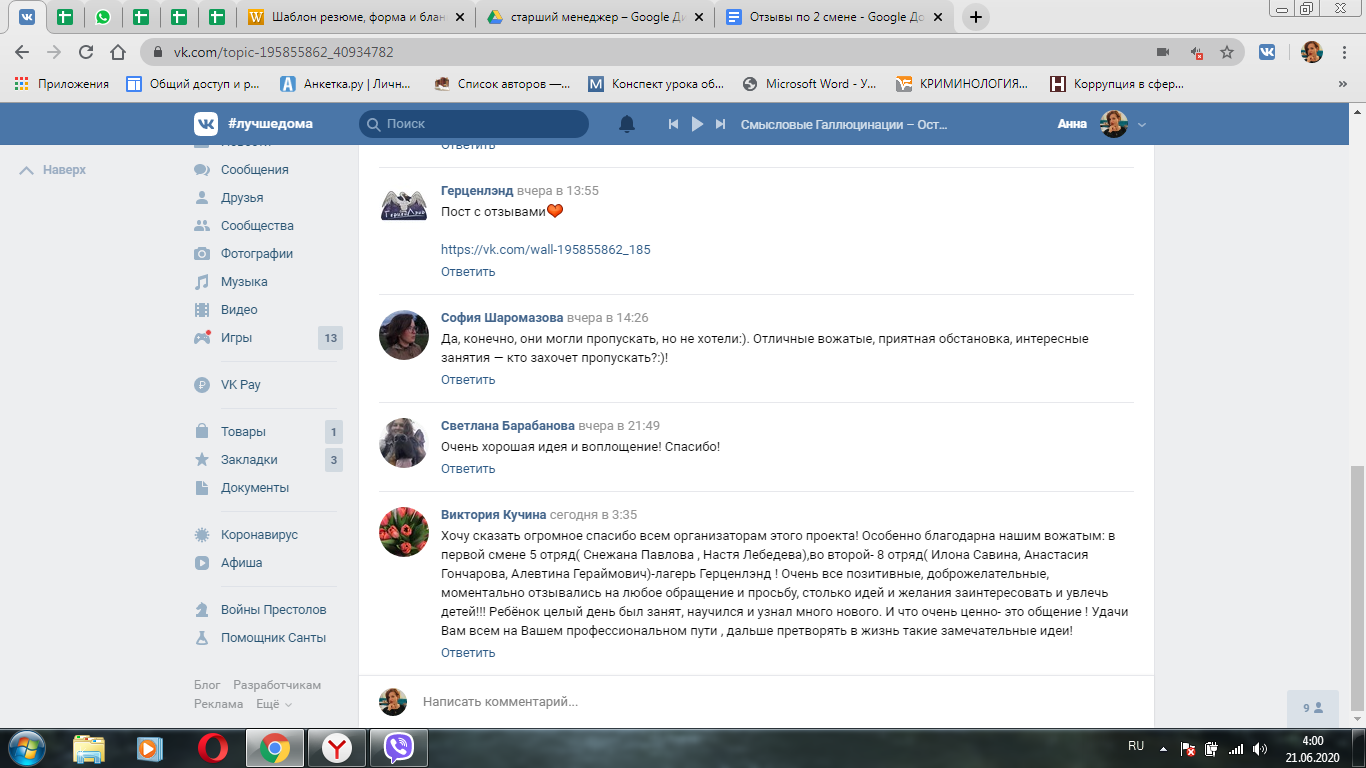 Шаблон резюме, форма и блан
старший менеджер – Google Ди
Отзывы по 2 смене - Google До
vk.com/topic-195855862_40934782
Приложения
Общий доступ и р...
Анкетка.ру | Личн...
Список авторов —...
Конспект урока об...
Microsoft Word - У...
КРИМИНОЛОГИЯ...
Коррупция в сфер...
»
#лучшедома
Поиск
Смысловые Галлюцинации – Ост...
Анна
Наверх
Новости
Сообщения
Друзья
Сообщества
Фотографии
Музыка
Видео
Игры
13
VK Pay
Товары
1
Закладки
3
Документы
Коронавирус
Афиша
Войны Престолов
Помощник Санты
Блог Разработчикам
Реклама Ещё
Ответить
Герценлэнд вчера в 13:55
Пост с отзывами
https://vk.com/wall-195855862_185
Ответить
София Шаромазова вчера в 14:26
Да, конечно, они могли пропускать, но не хотели:). Отличные вожатые, приятная обстановка, интересные
занятия — кто захочет пропускать?:)!
Ответить
Светлана Барабанова вчера в 21:49
Очень хорошая идея и воплощение! Спасибо!
Ответить
Виктория Кучина сегодня в 3:35
Хочу сказать огромное спасибо всем организаторам этого проекта! Особенно благодарна нашим вожатым: в
первой смене 5 отряд( Снежана Павлова , Настя Лебедева),во второй- 8 отряд( Илона Савина, Анастасия
Гончарова, Алевтина Гераймович)-лагерь Герценлэнд ! Очень все позитивные, доброжелательные,
моментально отзывались на любое обращение и просьбу, столько идей и желания заинтересовать и увлечь
детей!!! Ребёнок целый день был занят, научился и узнал много нового. И что очень ценно- это общение ! Удачи
Вам всем на Вашем профессиональном пути , дальше претворять в жизнь такие замечательные идеи!
Ответить
Написать комментарий...
9
RU
4:00
21.06.2020